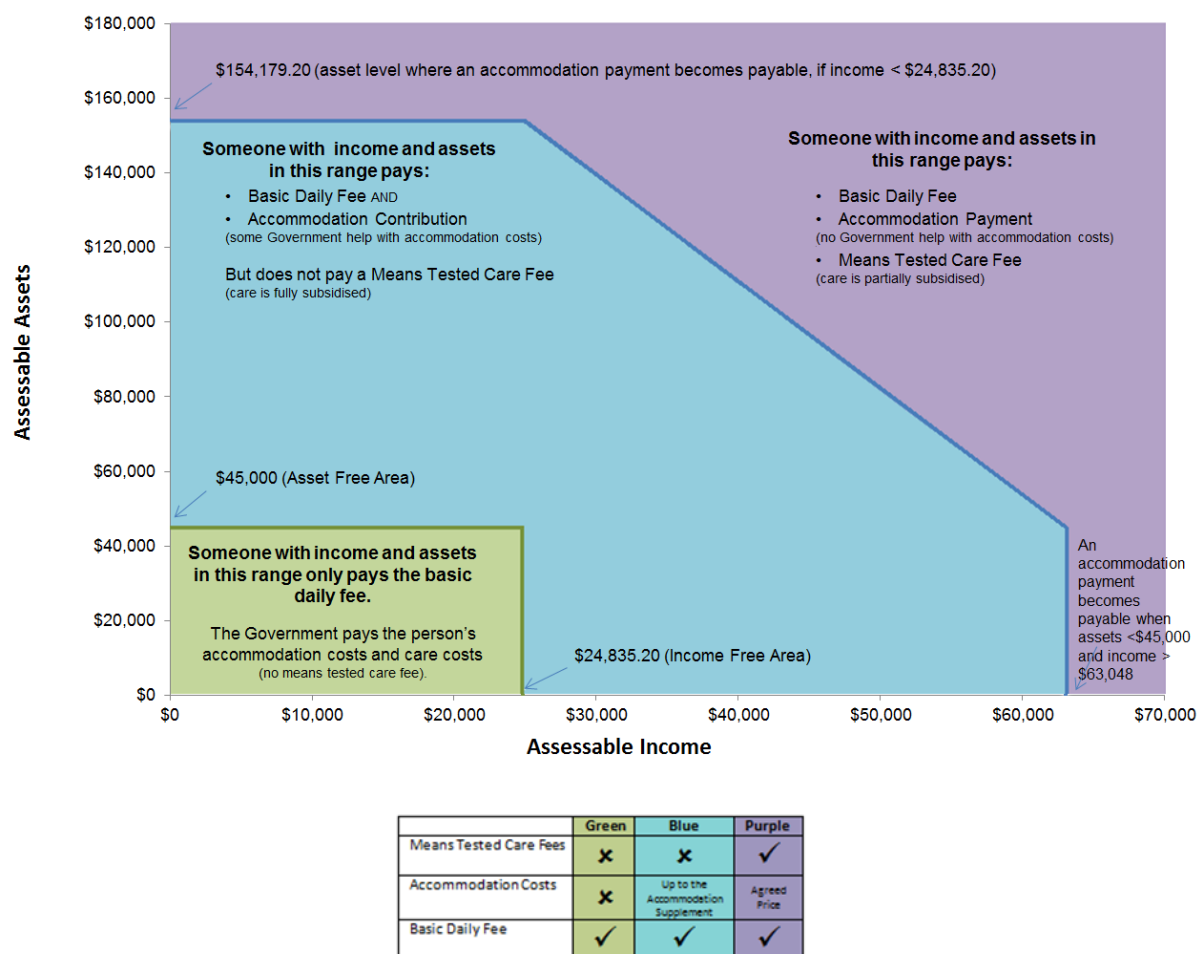 $180,000
$160,000
$140,000
$120,000
$100,000
$80,000
$60,000
$40,000
$20,000
$0
Assessable Assets
$154,179.20 (asset level where an accommodation payment becomes payable, if income < $24,835.20)
Someone with income and assets
in this range pays:
• Basic Daily Fee AND
• Accommodation Contribution
(some Government help with accommodation costs)
But does not pay a Means Tested Care Fee
(care is fully subsidised)
Someone with income and assets in
this range pays:
• Basic Daily Fee
• Accommodation Payment
(no Government help with accommodation costs)
• Means Tested Care Fee
(care is partially subsidised)
$45,000 (Asset Free Area)
Someone with income and assets
in this range only pays the basic
daily fee.
The Government pays the person's
accommodation costs and care costs
(no means tested care fee).
$24,835.20 (Income Free Area)
An
accommodation
payment
becomes
payable when
assets <$45,000
and income >
$63,048
$0 $10,000 $20,000 $30,000 $40,000 $50,000 $60,000 $70,000
Assessable Income
Green Blue Purple
Means Tested Care Fees ✗ ✗ ✓
Accommodation Costs ✗ Up to the Agreed
Accommodation Price
Supplement
Basic Daily Fee ✓ ✓ ✓